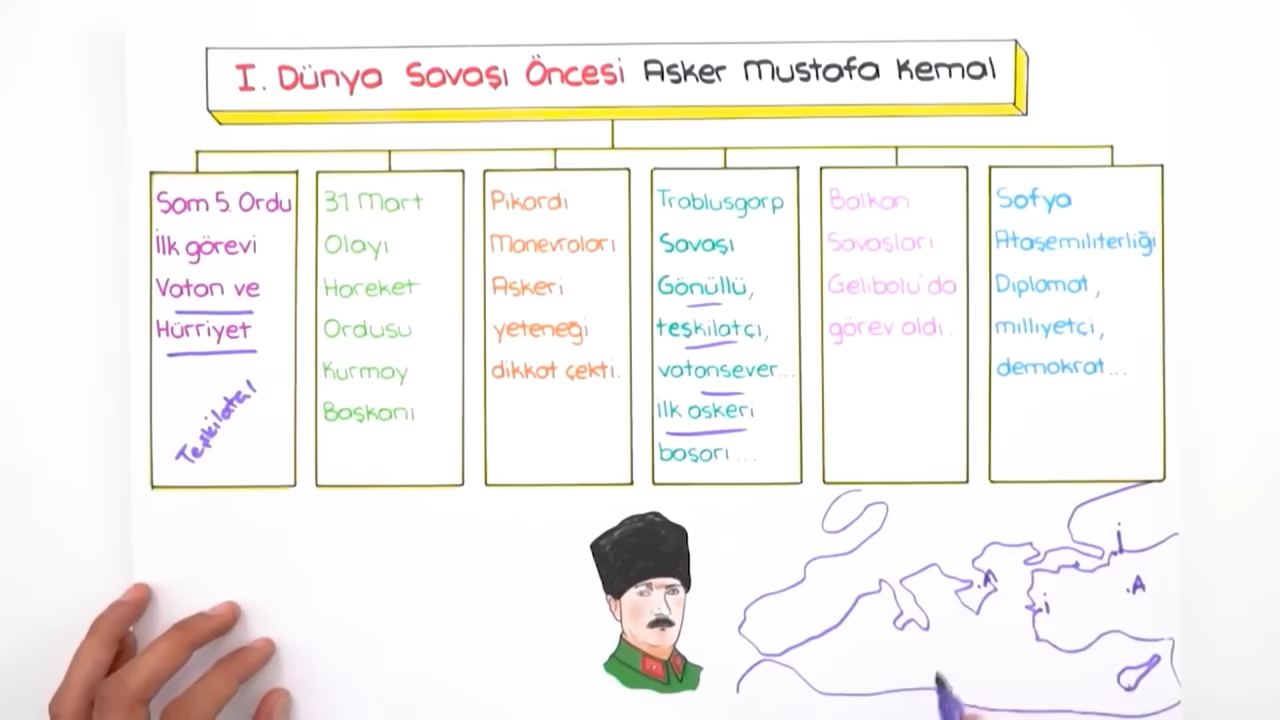 I. Dünya Savaşı Öncesi Asker Mustafa Kemal
Şam 5. Ordu
İlk görevi
Vatan ve
Hürriyet
Teşkilatçı
31 Mart
Olayı
Hareket
Ordusu
Kurmay
Başkanı
Pikardi
Manevraları
Askeri
yeteneği
dikkat çekti.
Trablusgarp
Savaşı
Gönüllü,
teşkilatçı,
vatansever...
İlk askeri
başarı...
Balkan
Savaşları
Gelibolu'da
görev aldı.
Sofya
Ataşemiliterliği
Diplomat,
milliyetçi,
demokrat...
İ
.A
.A
.i